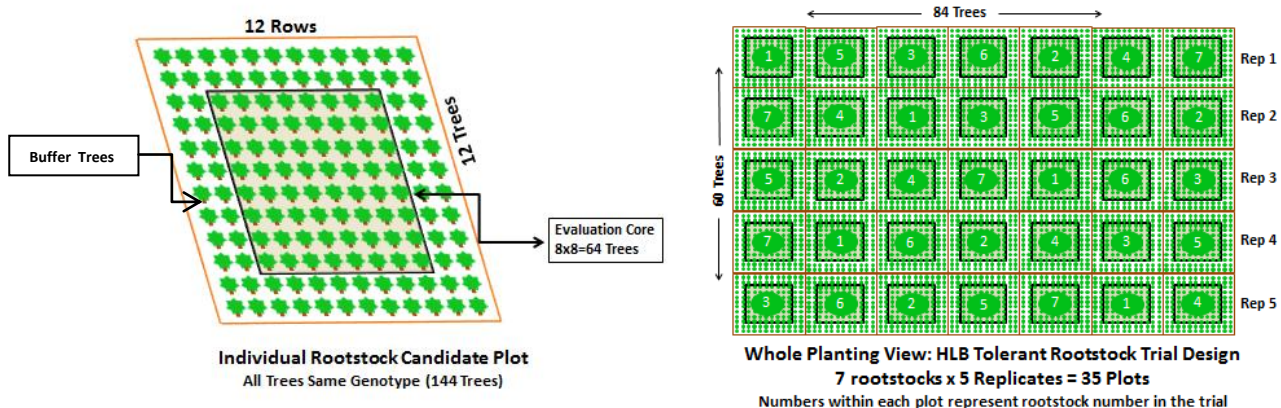 12 Rows
12 Trees
Buffer Trees
Evaluation Core
8x8=64 Trees
Individual Rootstock Candidate Plot
All Trees Same Genotype (144 Trees)
84 Trees
60 Trees
1 5 3 6 2 4 7 Rep 1
7 4 1 3 5 6 2 Rep 2
5 2 4 7 1 6 3 Rep 3
7 1 6 2 4 3 5 Rep 4
3 6 2 5 7 1 4 Rep 5
Whole Planting View: HLB Tolerant Rootstock Trial Design
7 rootstocks x 5 Replicates = 35 Plots
Numbers within each plot represent rootstock number in the trial